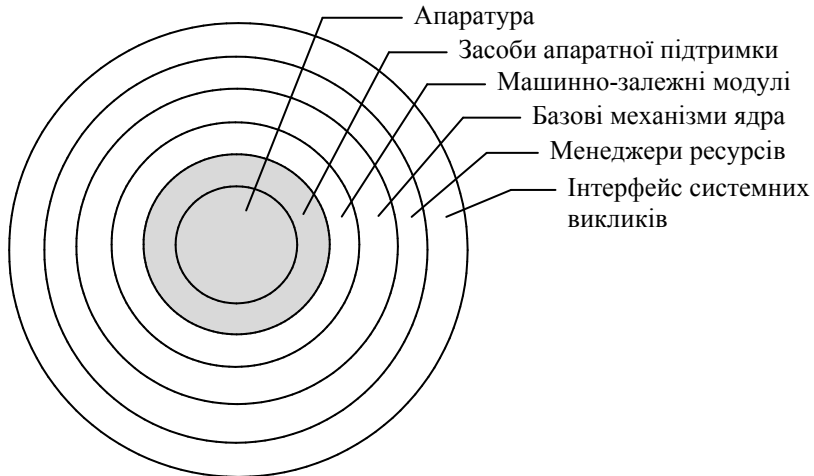 Апаратура
Засоби апаратної підтримки
Машинно-залежні модулі
Базові механізми ядра
Менеджери ресурсів
Інтерфейс системних
викликів